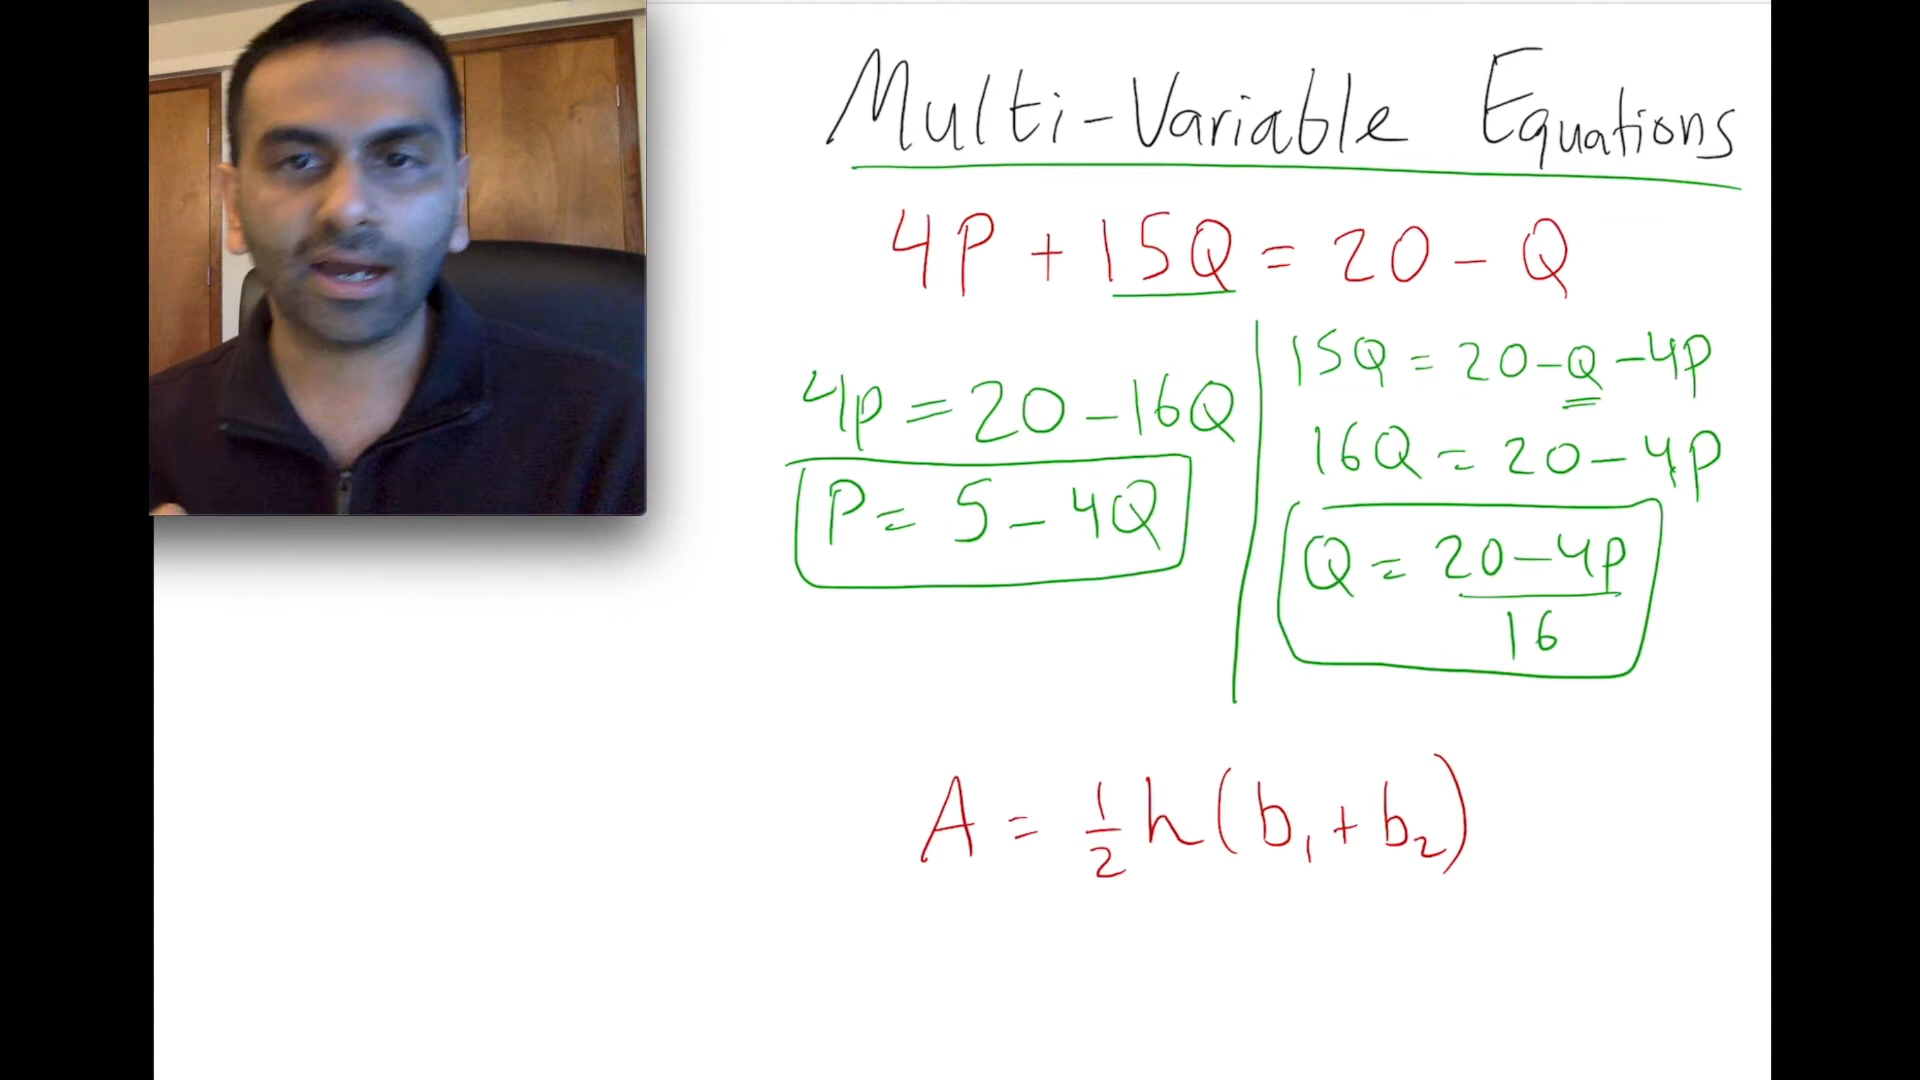 Multi-Variable Equations
4P + 15Q = 20 - Q
4P = 20 - 16Q
P = 5 - 4Q
15Q = 20 - Q - 4P
16Q = 20 - 4P
Q = 20 - 4P
16
A = 1/2 h(b₁ + b₂)